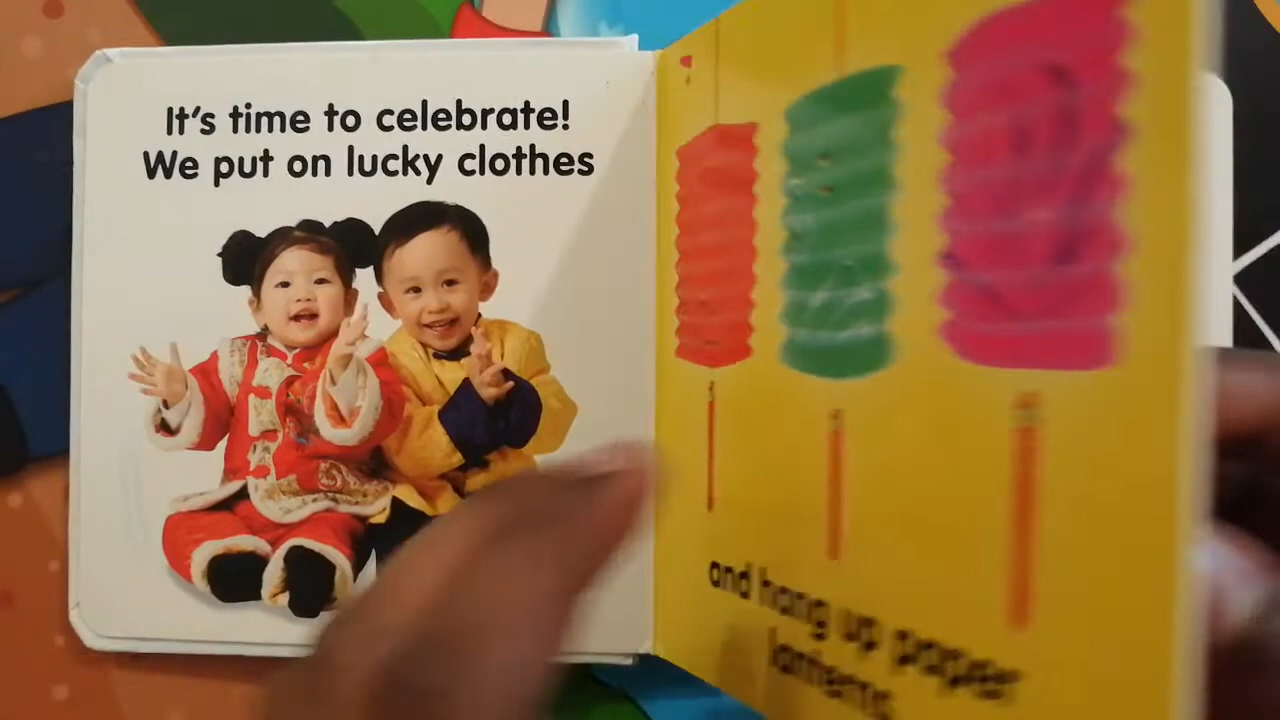 It's time to celebrate!
We put on lucky clothes
and hang up paper
lanterns